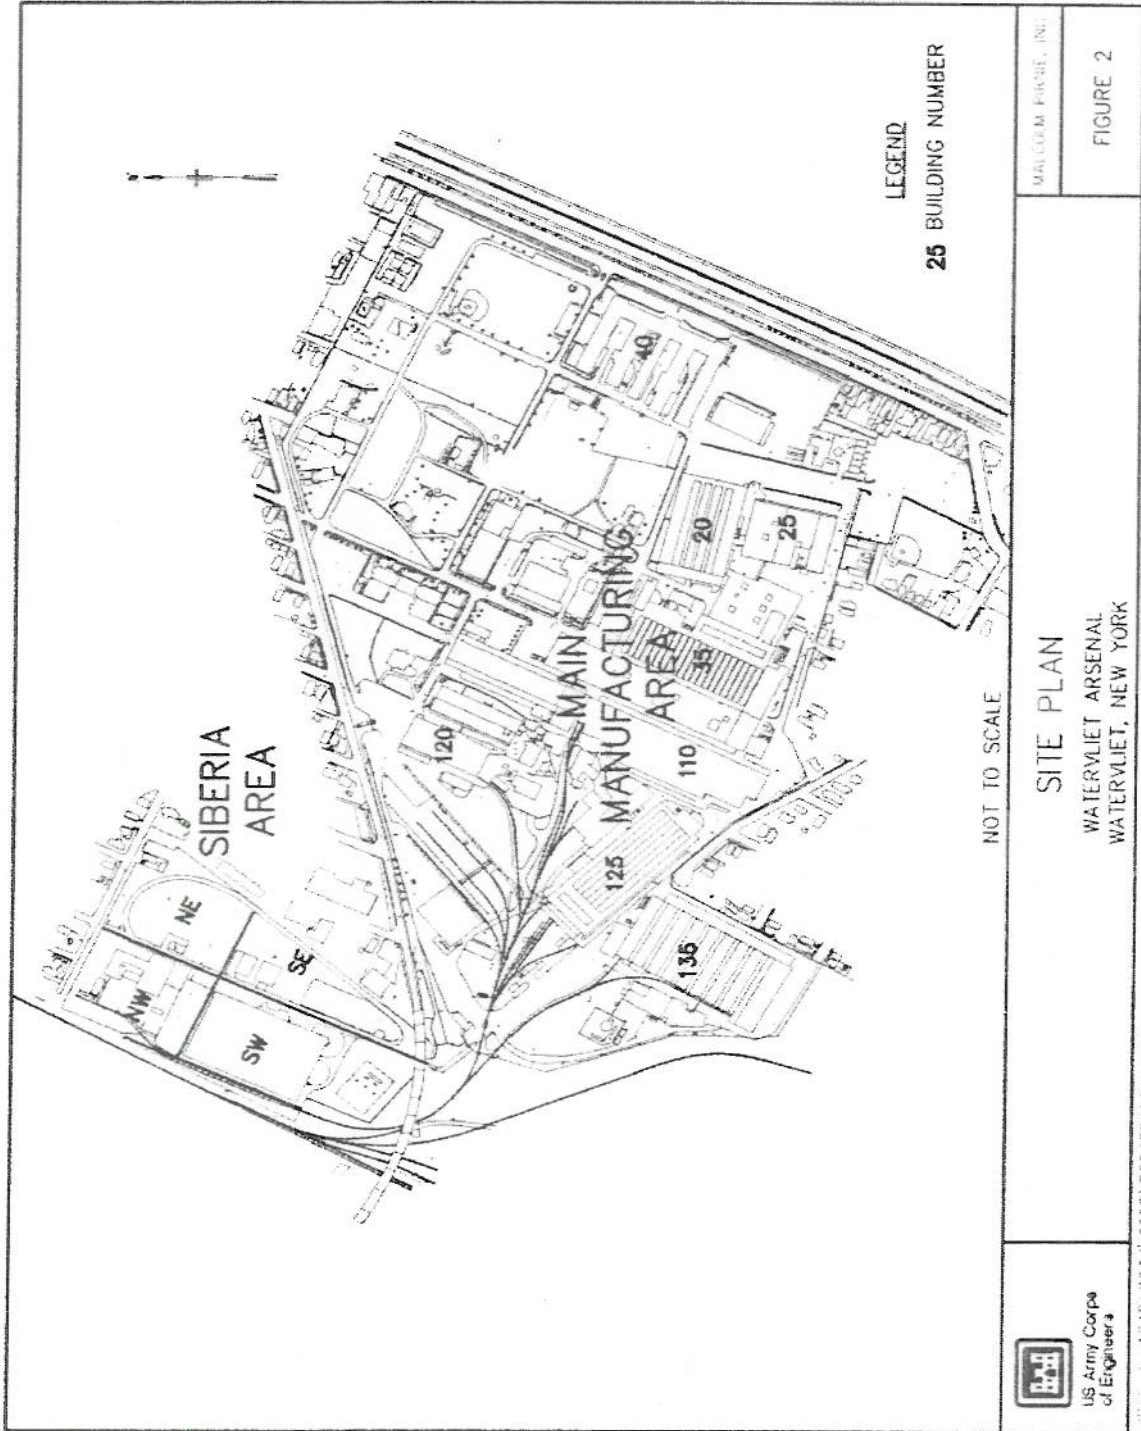 SIBERIA
AREA
NW
NE
SW
SE
MAIN
MANUFACTURING
AREA
120
110
125
135
35
20
25
40
LEGEND
25 BUILDING NUMBER
NOT TO SCALE
US Army Corps
of Engineers
SITE PLAN
WATERVLIET ARSENAL
WATERVLIET, NEW YORK
MALCOLM PIRNIE, INC.
FIGURE 2